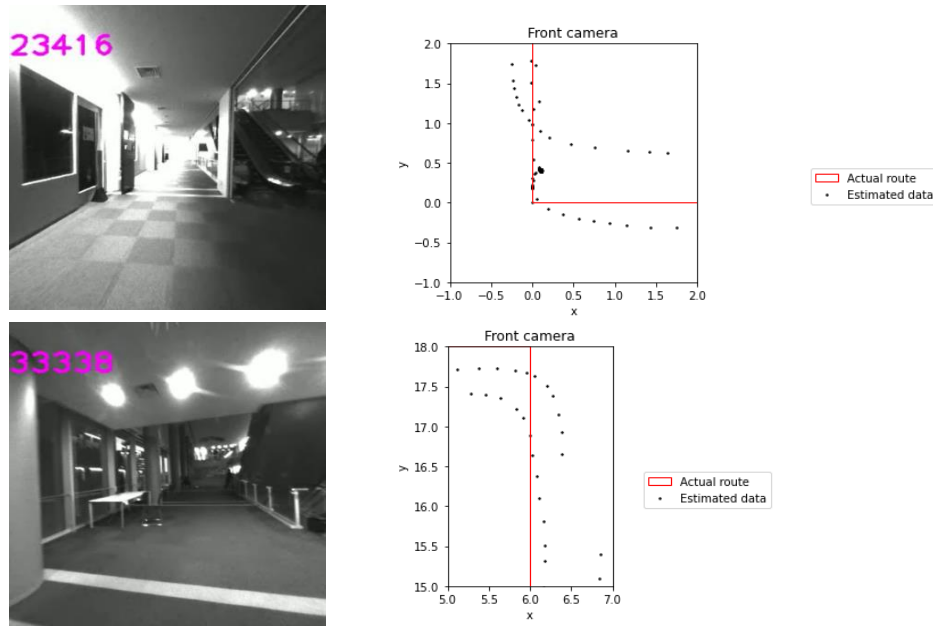 23416
Front camera
2.0
1.5
1.0
0.5
0.0
−0.5
−1.0
y
−1.0 −0.5 0.0 0.5 1.0 1.5 2.0
x
Actual route
Estimated data
33338
Front camera
18.0
17.5
17.0
16.5
16.0
15.5
15.0
y
5.0 5.5 6.0 6.5 7.0
x
Actual route
Estimated data